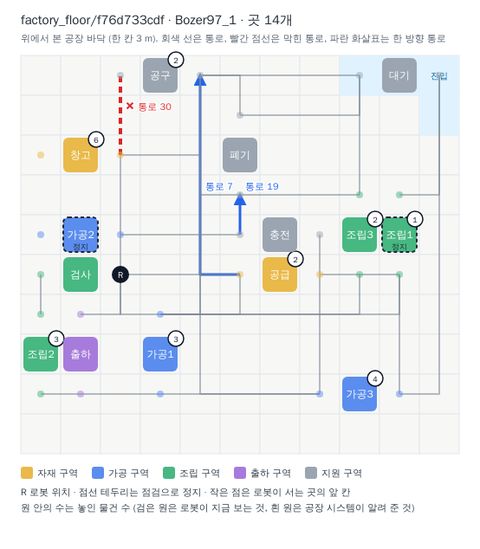 factory_floor/f76d733cdf · Bozer97_1 · 곳 14개
위에서 본 공장 바닥 (한 칸 3 m). 회색 선은 통로, 빨간 점선은 막힌 통로, 파란 화살표는 한 방향 통로
공구 2
대기
전립
× 통로 30
창고 6
폐기
통로 7
통로 19
가공2
정지
충전
조립3 2
조립1 1
정지
검사
R
공급 2
조립2 3
출하
가공1 3
가공3 4
자재 구역
가공 구역
조립 구역
출하 구역
지원 구역
R 로봇 위치 · 점선 테두리는 점검으로 정지 · 작은 점은 로봇이 서는 곳의 앞 칸
원 안의 수는 놓인 물건 수 (검은 원은 로봇이 지금 보는 것, 흰 원은 공장 시스템이 알려 준 것)